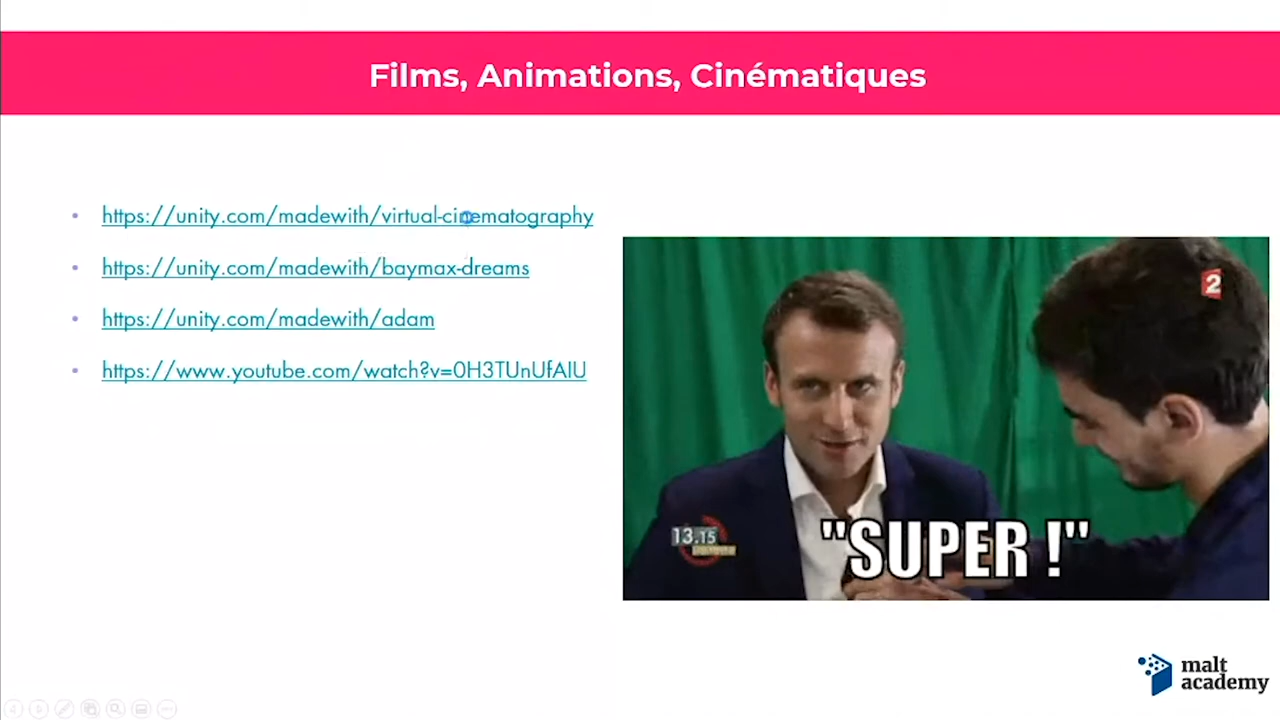 Films, Animations, Cinématiques
https://unity.com/madewith/virtual-cinematography
https://unity.com/madewith/baymax-dreams
https://unity.com/madewith/adam
https://www.youtube.com/watch?v=0H3TUnUfAIU
2
13.15
"SUPER !"
malt
academy